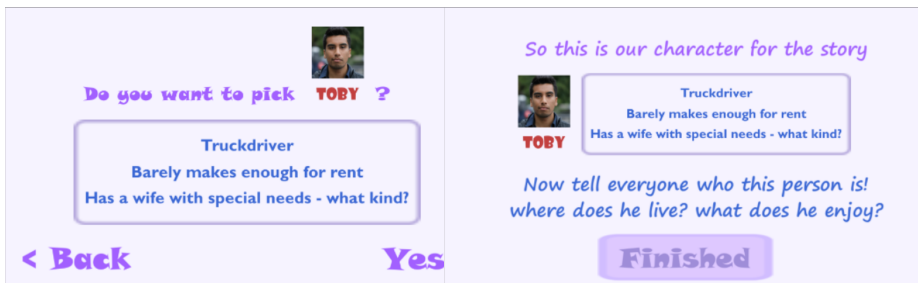 Do you want to pick TOBY ?
Truckdriver
Barely makes enough for rent
Has a wife with special needs - what kind?
< Back
Yes
So this is our character for the story
TOBY
Truckdriver
Barely makes enough for rent
Has a wife with special needs - what kind?
Now tell everyone who this person is!
where does he live? what does he enjoy?
Finished